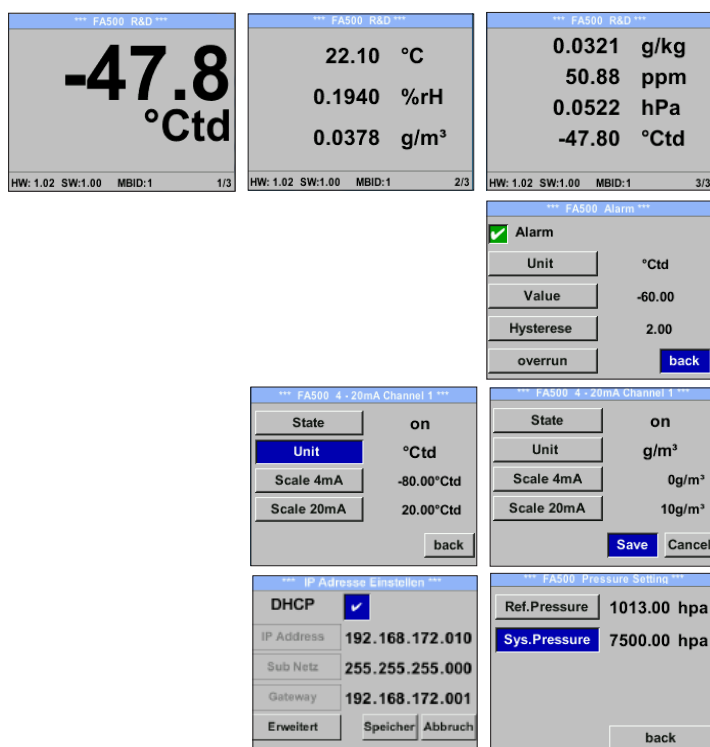 *** FA500 R&D ***
-47.8
°Ctd
HW: 1.02 SW:1.00 MBID:1 1/3
*** FA500 R&D ***
22.10 °C
0.1940 %rH
0.0378 g/m³
HW: 1.02 SW:1.00 MBID:1 2/3
*** FA500 R&D ***
0.0321 g/kg
50.88 ppm
0.0522 hPa
-47.80 °Ctd
HW: 1.02 SW:1.00 MBID:1 3/3
*** FA500 Alarm ***
Alarm
Unit °Ctd
Value -60.00
Hysterese 2.00
overrun back
*** FA500 4 - 20mA Channel 1 ***
State on
Unit °Ctd
Scale 4mA -80.00°Ctd
Scale 20mA 20.00°Ctd
back
*** FA500 4 - 20mA Channel 1 ***
State on
Unit g/m³
Scale 4mA 0g/m³
Scale 20mA 10g/m³
Save Cancel
*** IP Adresse Einstellen ***
DHCP
IP Address 192.168.172.010
Sub Netz 255.255.255.000
Gateway 192.168.172.001
Erweitert Speicher Abbruch
*** FA500 Pressure Setting ***
Ref.Pressure 1013.00 hpa
Sys.Pressure 7500.00 hpa
back